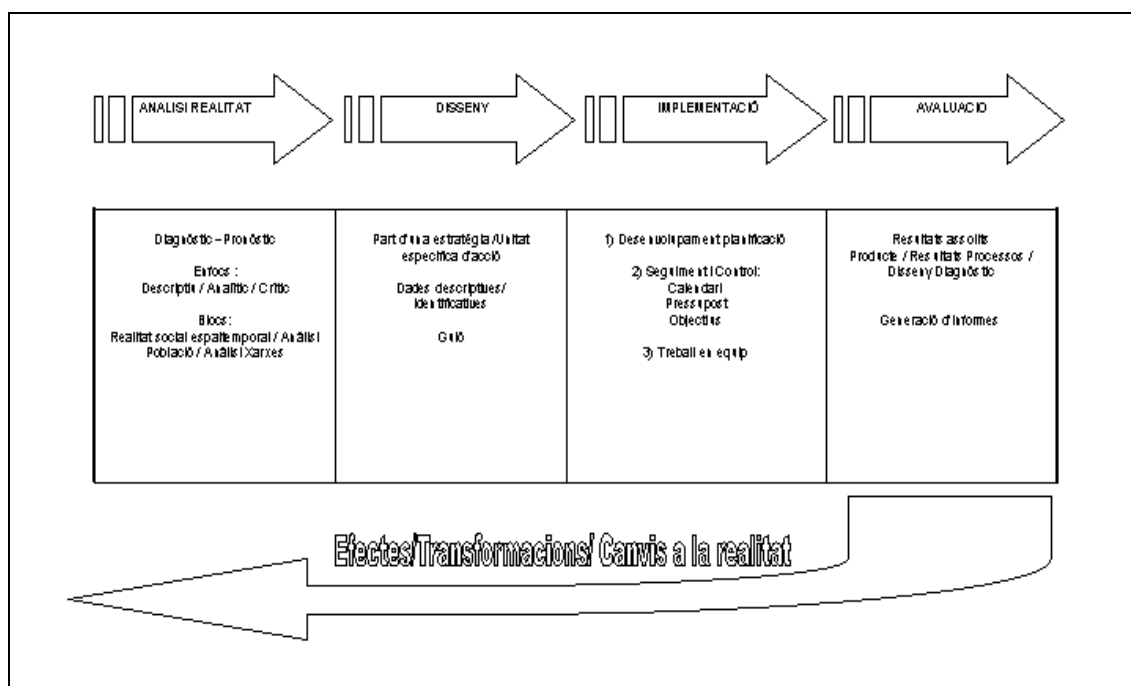 ANALISI REALITAT
DISSENY
IMPLEMENTACIÓ
AVALUACIO
Diagnòstic – Pronòstic
Enfocs :
Descriptiu / Analític / Crític
Blocs :
Realitat social espaitemporal / Anàlisi
Població / Anàlisi Xarxes
Part d'una estratègia /Unitat
específica d'acció
Dades descriptives/
Identificatives
Guió
1) Desenvolupament planificació
2) Seguiment i Control:
Calendari
Pressupost
Objectius
3) Treball en equip
Resultats assolits
Producte / Resultats Processos /
Disseny Diagnòstic
Generació d'informes
Efectes/Transformacions/ Canvis a la realitat